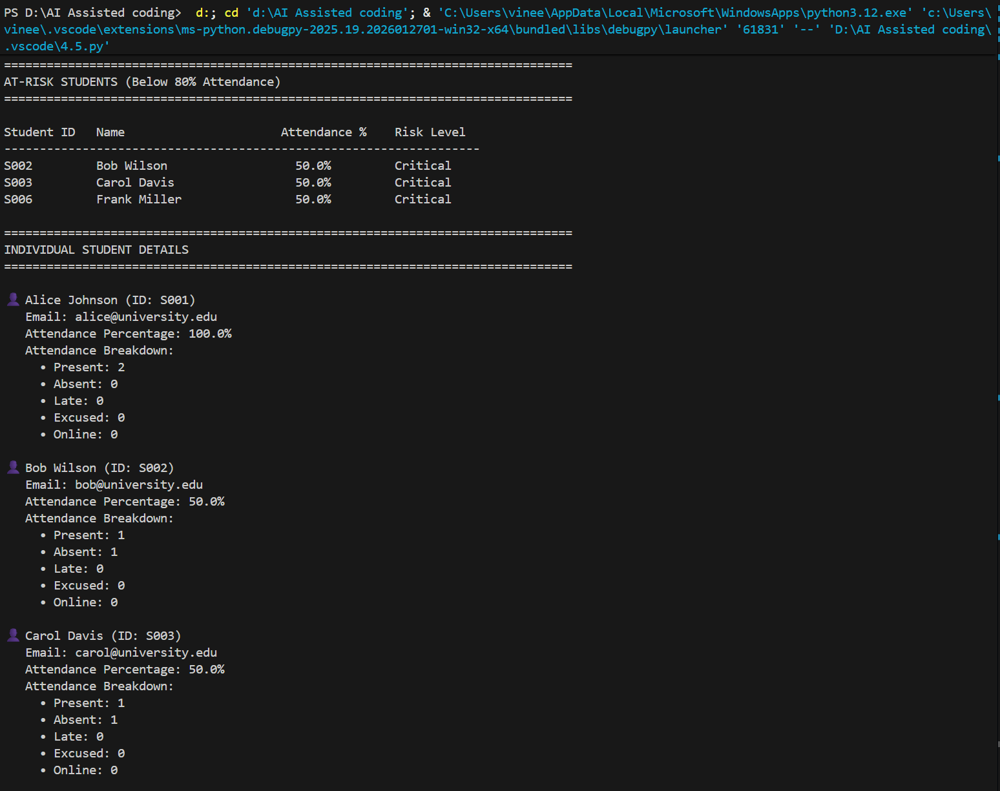 PS D:\AI Assisted coding>  d:; cd 'd:\AI Assisted coding'; & 'C:\Users\vinee\AppData\Local\Microsoft\WindowsApps\python3.12.exe' 'c:\Users\
vinee\.vscode\extensions\ms-python.debugpy-2025.19.2026012701-win32-x64\bundled\libs\debugpy\launcher' '61831' '--' 'D:\AI Assisted coding\
.vscode\4.5.py'
================================================================================
AT-RISK STUDENTS (Below 80% Attendance)
================================================================================
Student ID   Name                      Attendance %    Risk Level
-------------------------------------------------------------------
S002         Bob Wilson                  50.0%         Critical
S003         Carol Davis                 50.0%         Critical
S006         Frank Miller                50.0%         Critical
================================================================================
INDIVIDUAL STUDENT DETAILS
================================================================================
👤 Alice Johnson (ID: S001)
   Email: alice@university.edu
   Attendance Percentage: 100.0%
   Attendance Breakdown:
     • Present: 2
     • Absent: 0
     • Late: 0
     • Excused: 0
     • Online: 0
👤 Bob Wilson (ID: S002)
   Email: bob@university.edu
   Attendance Percentage: 50.0%
   Attendance Breakdown:
     • Present: 1
     • Absent: 1
     • Late: 0
     • Excused: 0
     • Online: 0
👤 Carol Davis (ID: S003)
   Email: carol@university.edu
   Attendance Percentage: 50.0%
   Attendance Breakdown:
     • Present: 1
     • Absent: 1
     • Late: 0
     • Excused: 0
     • Online: 0